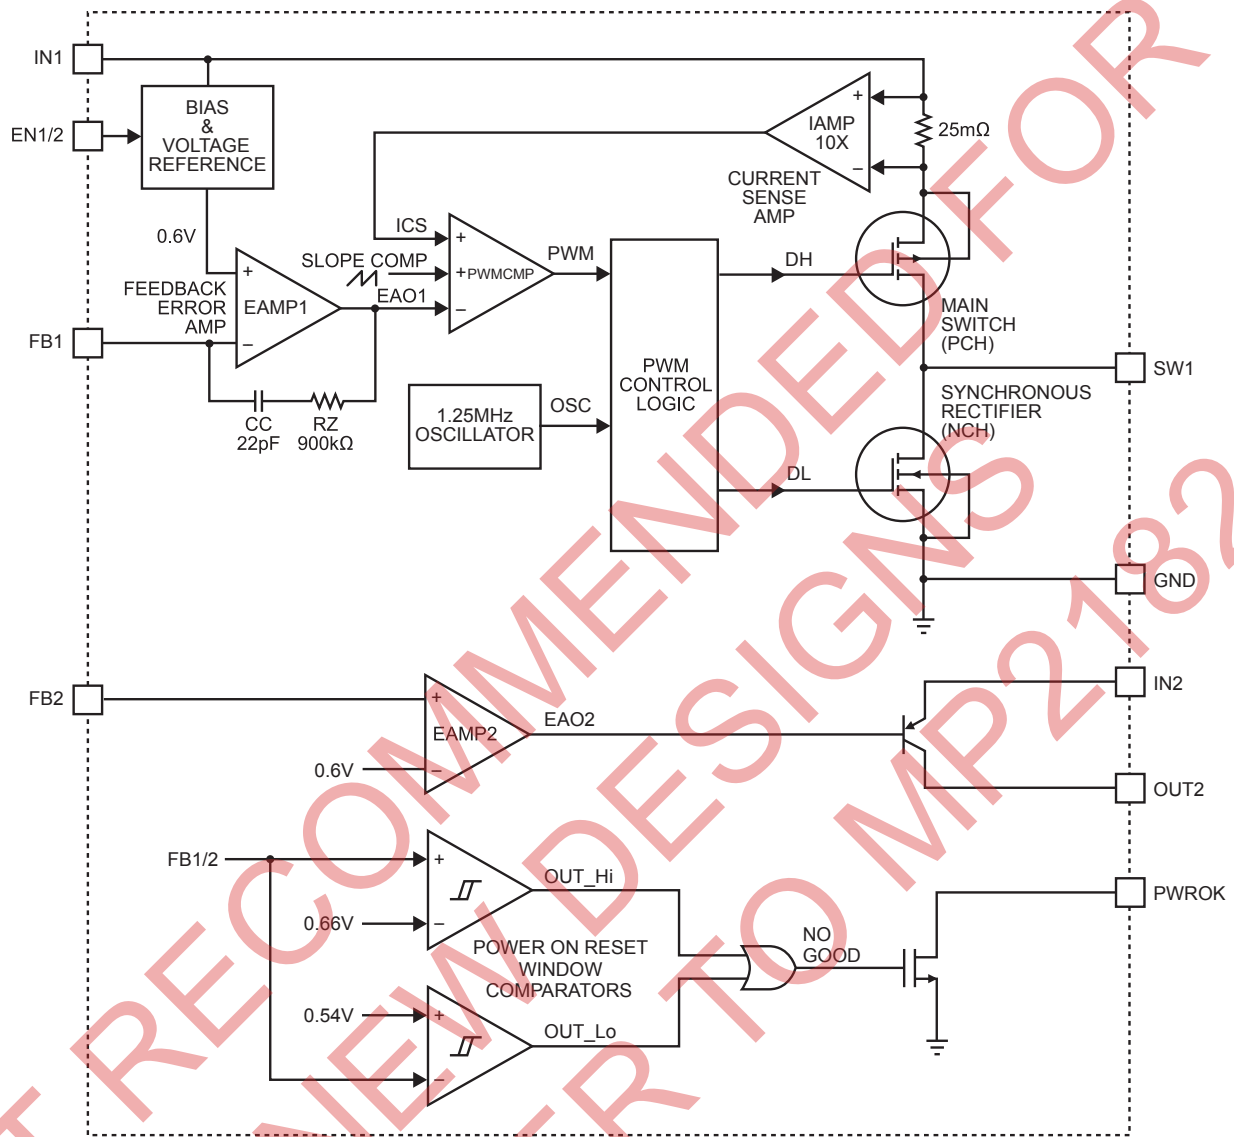 IN1
BIAS
&
VOLTAGE
REFERENCE
EN1/2
+
IAMP
10X
–
25mΩ
CURRENT
SENSE
AMP
0.6V
ICS
+
SLOPE COMP
+PWMCMP
EAO1
–
PWM
DH
+
FEEDBACK
ERROR
AMP
EAMP1
–
FB1
MAIN
SWITCH
(PCH)
SW1
PWM
CONTROL
LOGIC
CC
22pF
RZ
900kΩ
1.25MHz
OSCILLATOR
OSC
SYNCHRONOUS
RECTIFIER
(NCH)
DL
GND
FB2
+
EAMP2
–
0.6V
EAO2
IN2
OUT2
FB1/2
+
0.66V
–
OUT_Hi
POWER ON RESET
WINDOW
COMPARATORS
NO
GOOD
PWROK
0.54V
+
OUT_Lo
–
T RECOMMENDED FOR
NEW DESIGNS
ER TO MP2182